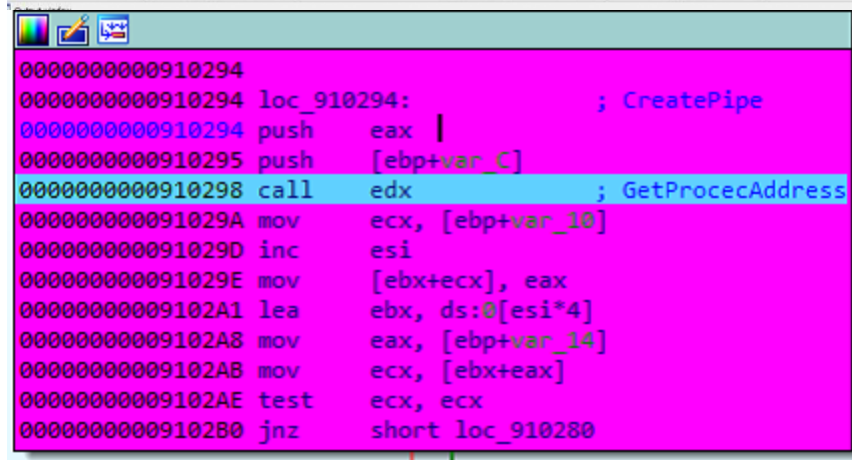 0000000000910294
0000000000910294 loc_910294: ; CreatePipe
0000000000910294 push eax
0000000000910295 push [ebp+var_C]
0000000000910298 call edx ; GetProcecAddress
000000000091029A mov ecx, [ebp+var_10]
000000000091029D inc esi
000000000091029E mov [ebx+ecx], eax
00000000009102A1 lea ebx, ds:0[esi*4]
00000000009102A8 mov eax, [ebp+var_14]
00000000009102AB mov ecx, [ebx+eax]
00000000009102AE test ecx, ecx
00000000009102B0 jnz short loc_910280